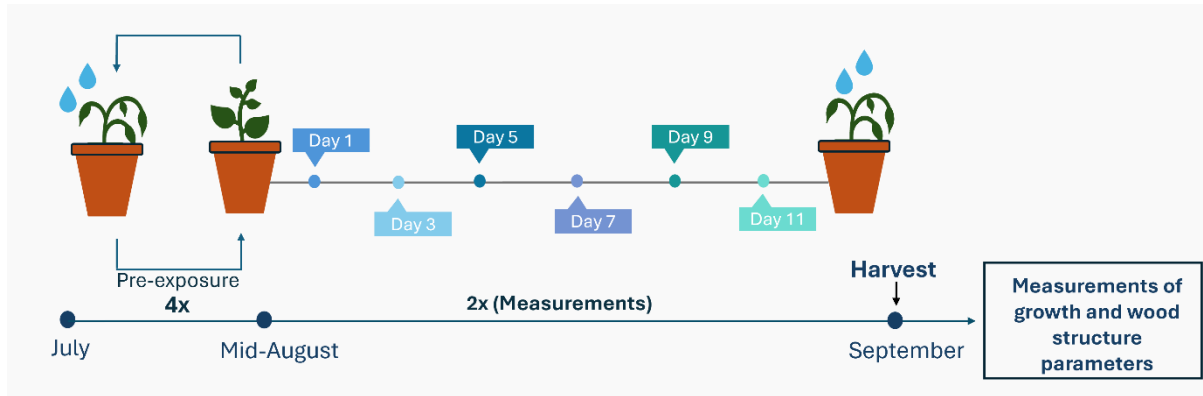 Day 1
Day 5
Day 9
Day 3
Day 7
Day 11
Pre-exposure
4x
2x (Measurements)
Harvest
July
Mid-August
September
Measurements of
growth and wood
structure
parameters